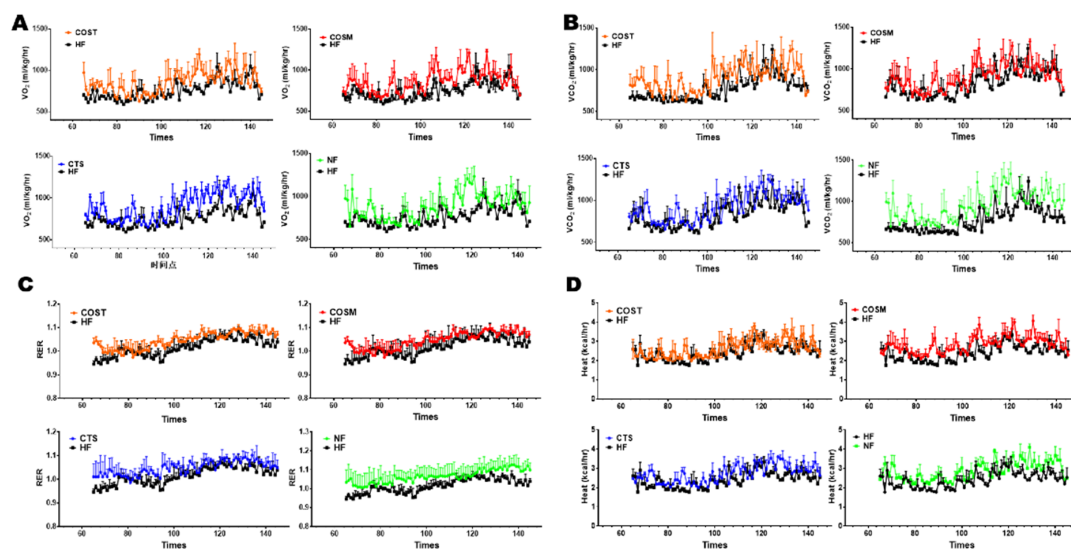 A
COST
HF
VO₂ (ml/kg/hr)
1500
1000
500
60 80 100 120 140
Times
COSM
HF
VO₂ (ml/kg/hr)
1500
1000
500
60 80 100 120 140
Times
CTS
HF
VO₂ (ml/kg/hr)
1500
1000
500
60 80 100 120 140
时间点
NF
HF
VO₂ (ml/kg/hr)
1500
1000
500
60 80 100 120 140
Times
B
COST
HF
VCO₂ (ml/kg/hr)
1500
1000
500
60 80 100 120 140
Times
COSM
HF
VCO₂ (ml/kg/hr)
1500
1000
500
60 80 100 120 140
Times
CTS
HF
VCO₂ (ml/kg/hr)
1500
1000
500
60 80 100 120 140
Times
NF
HF
VCO₂ (ml/kg/hr)
1500
1000
500
60 80 100 120 140
Times
C
COST
HF
RER
1.2
1.1
1.0
0.9
0.8
60 80 100 120 140
Times
COSM
HF
RER
1.2
1.1
1.0
0.9
0.8
60 80 100 120 140
Times
CTS
HF
RER
1.2
1.1
1.0
0.9
0.8
60 80 100 120 140
Times
NF
HF
RER
1.3
1.2
1.1
1.0
0.9
0.8
60 80 100 120 140
Times
D
COST
HF
Heat (kcal/hr)
5
4
3
2
1
0
60 80 100 120 140
Times
COSM
HF
Heat (kcal/hr)
5
4
3
2
1
0
60 80 100 120 140
Times
CTS
HF
Heat (kcal/hr)
5
4
3
2
1
0
60 80 100 120 140
Times
HF
NF
Heat (kcal/hr)
5
4
3
2
1
0
60 80 100 120 140
Times